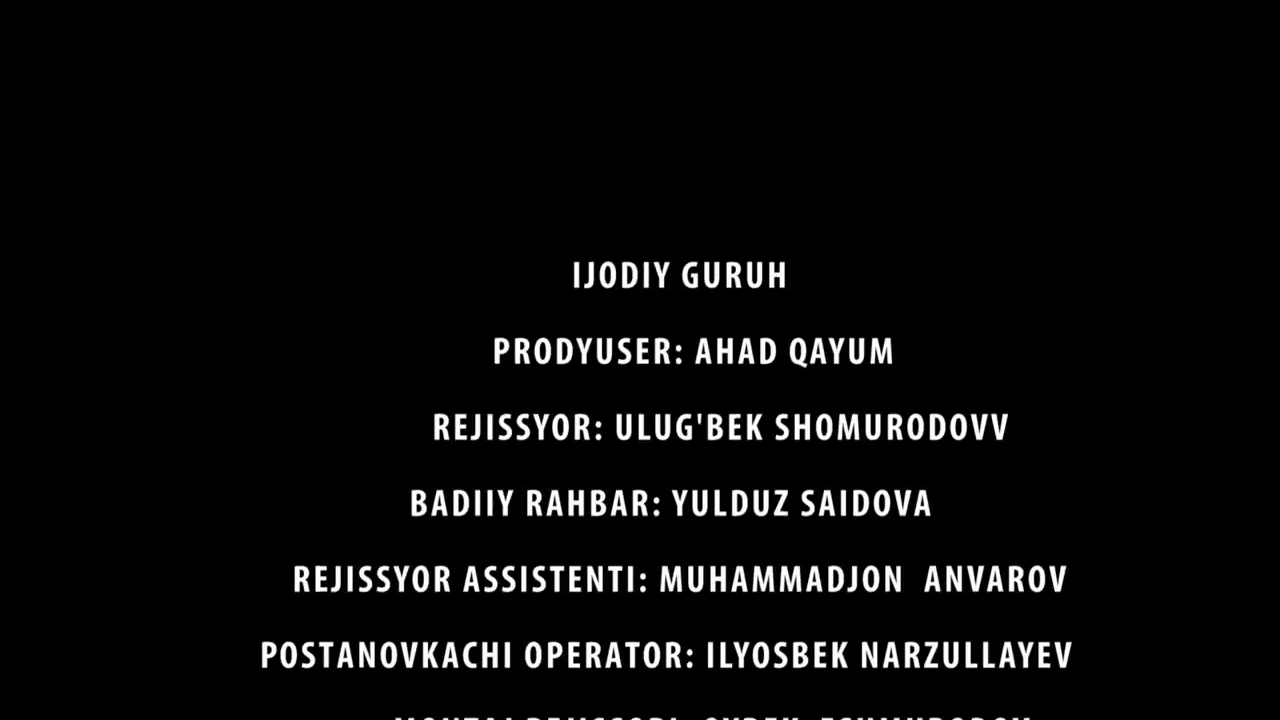 IJODIY GURUH
PRODYUSER: AHAD QAYUM
REJISSYOR: ULUG'BEK SHOMURODOVV
BADIIY RAHBAR: YULDUZ SAIDOVA
REJISSYOR ASSISTENTI: MUHAMMADJON  ANVAROV
POSTANOVKACHI OPERATOR: ILYOSBEK NARZULLAYEV